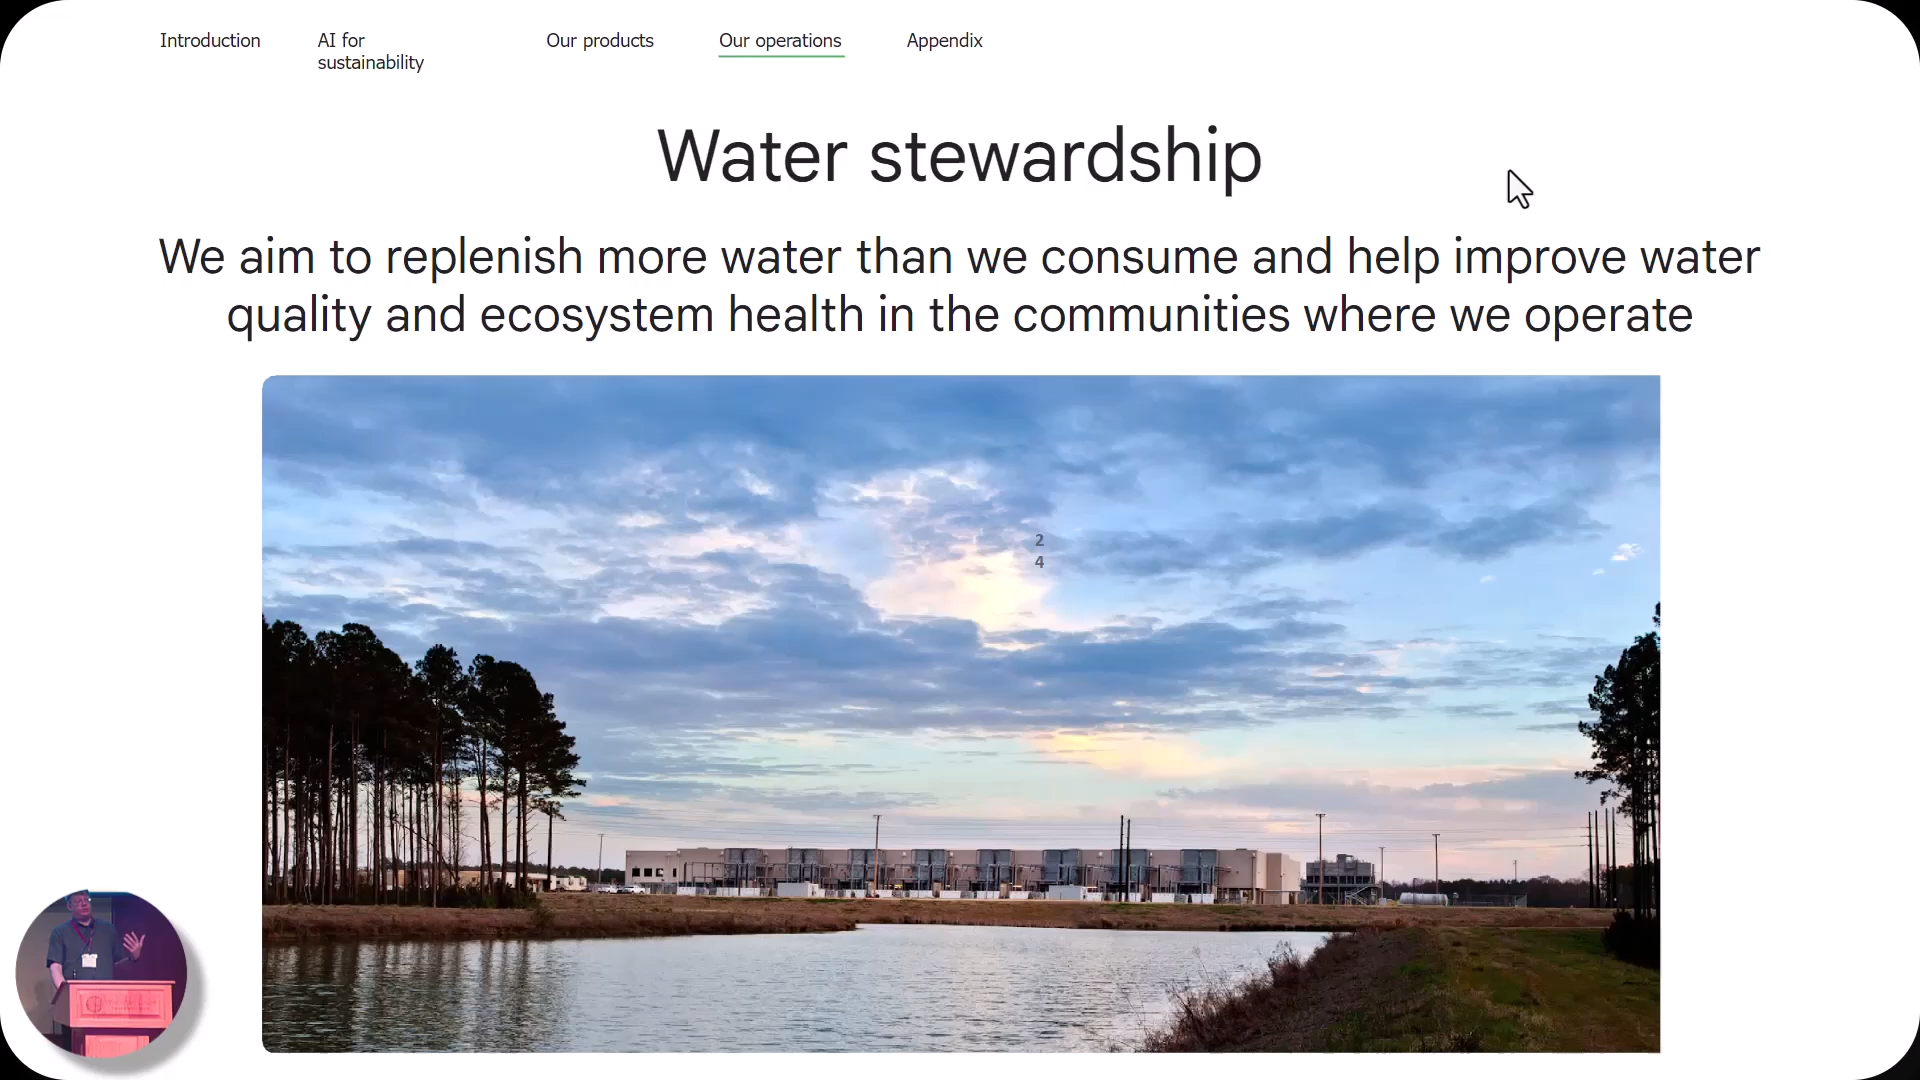 Introduction
AI for
sustainability
Our products
Our operations
Appendix
Water stewardship
We aim to replenish more water than we consume and help improve water
quality and ecosystem health in the communities where we operate
2
4